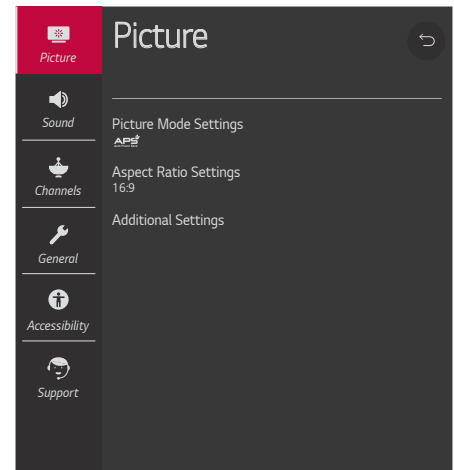 Picture
Sound
Channels
General
Accessibility
Support
Picture
Picture Mode Settings
APS
Aspect Ratio Settings
16:9
Additional Settings